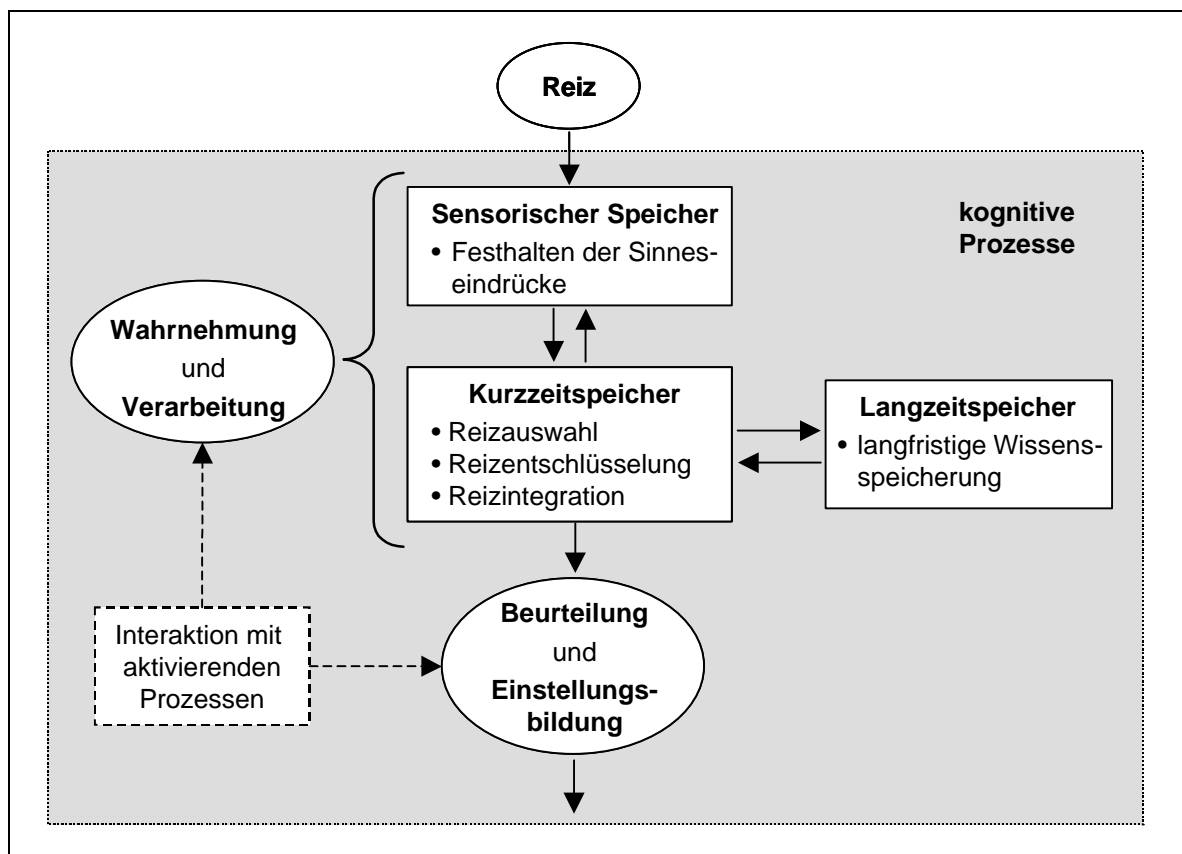 Reiz
kognitive
Prozesse
Sensorischer Speicher
• Festhalten der Sinnes-
eindrücke
Wahrnehmung
und
Verarbeitung
Kurzzeitspeicher
• Reizauswahl
• Reizentschlüsselung
• Reizintegration
Langzeitspeicher
• langfristige Wissens-
speicherung
Interaktion mit
aktivierenden
Prozessen
Beurteilung
und
Einstellungs-
bildung